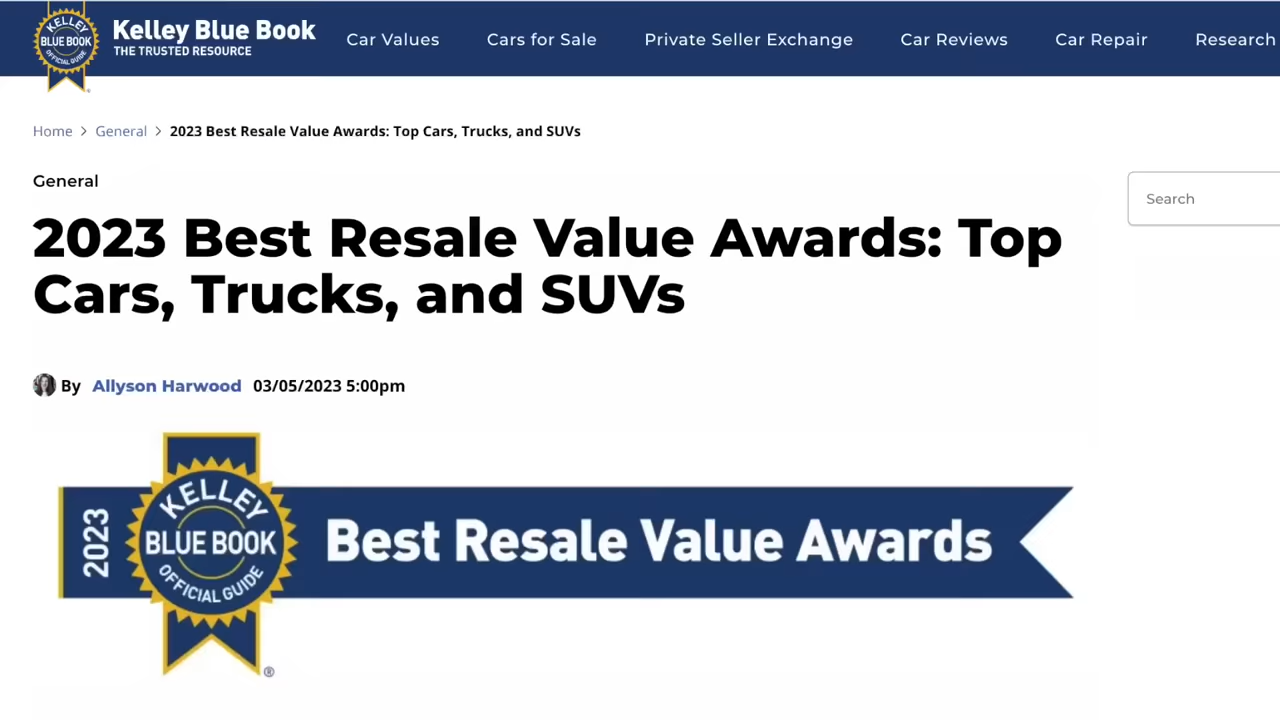 KELLEY
BLUE BOOK
OFFICIAL GUIDE
Kelley Blue Book
THE TRUSTED RESOURCE
Car Values
Cars for Sale
Private Seller Exchange
Car Reviews
Car Repair
Research
Home > General > 2023 Best Resale Value Awards: Top Cars, Trucks, and SUVs
General
Search
2023 Best Resale Value Awards: Top
Cars, Trucks, and SUVs
By Allyson Harwood 03/05/2023 5:00pm
2023
KELLEY
BLUE BOOK
OFFICIAL GUIDE
®
Best Resale Value Awards